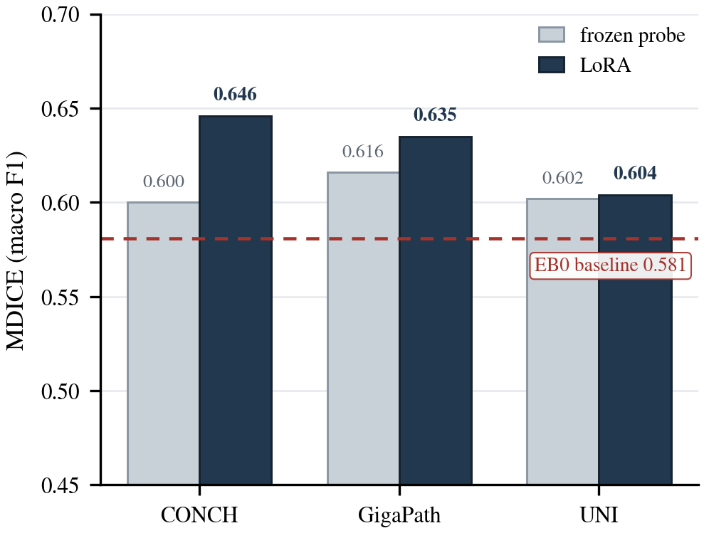 0.70
frozen probe
LoRA
0.646
0.65
0.635
0.616
0.600
0.602
0.604
0.60
EB0 baseline 0.581
0.55
0.50
0.45
MDICE (macro F1)
CONCH
GigaPath
UNI